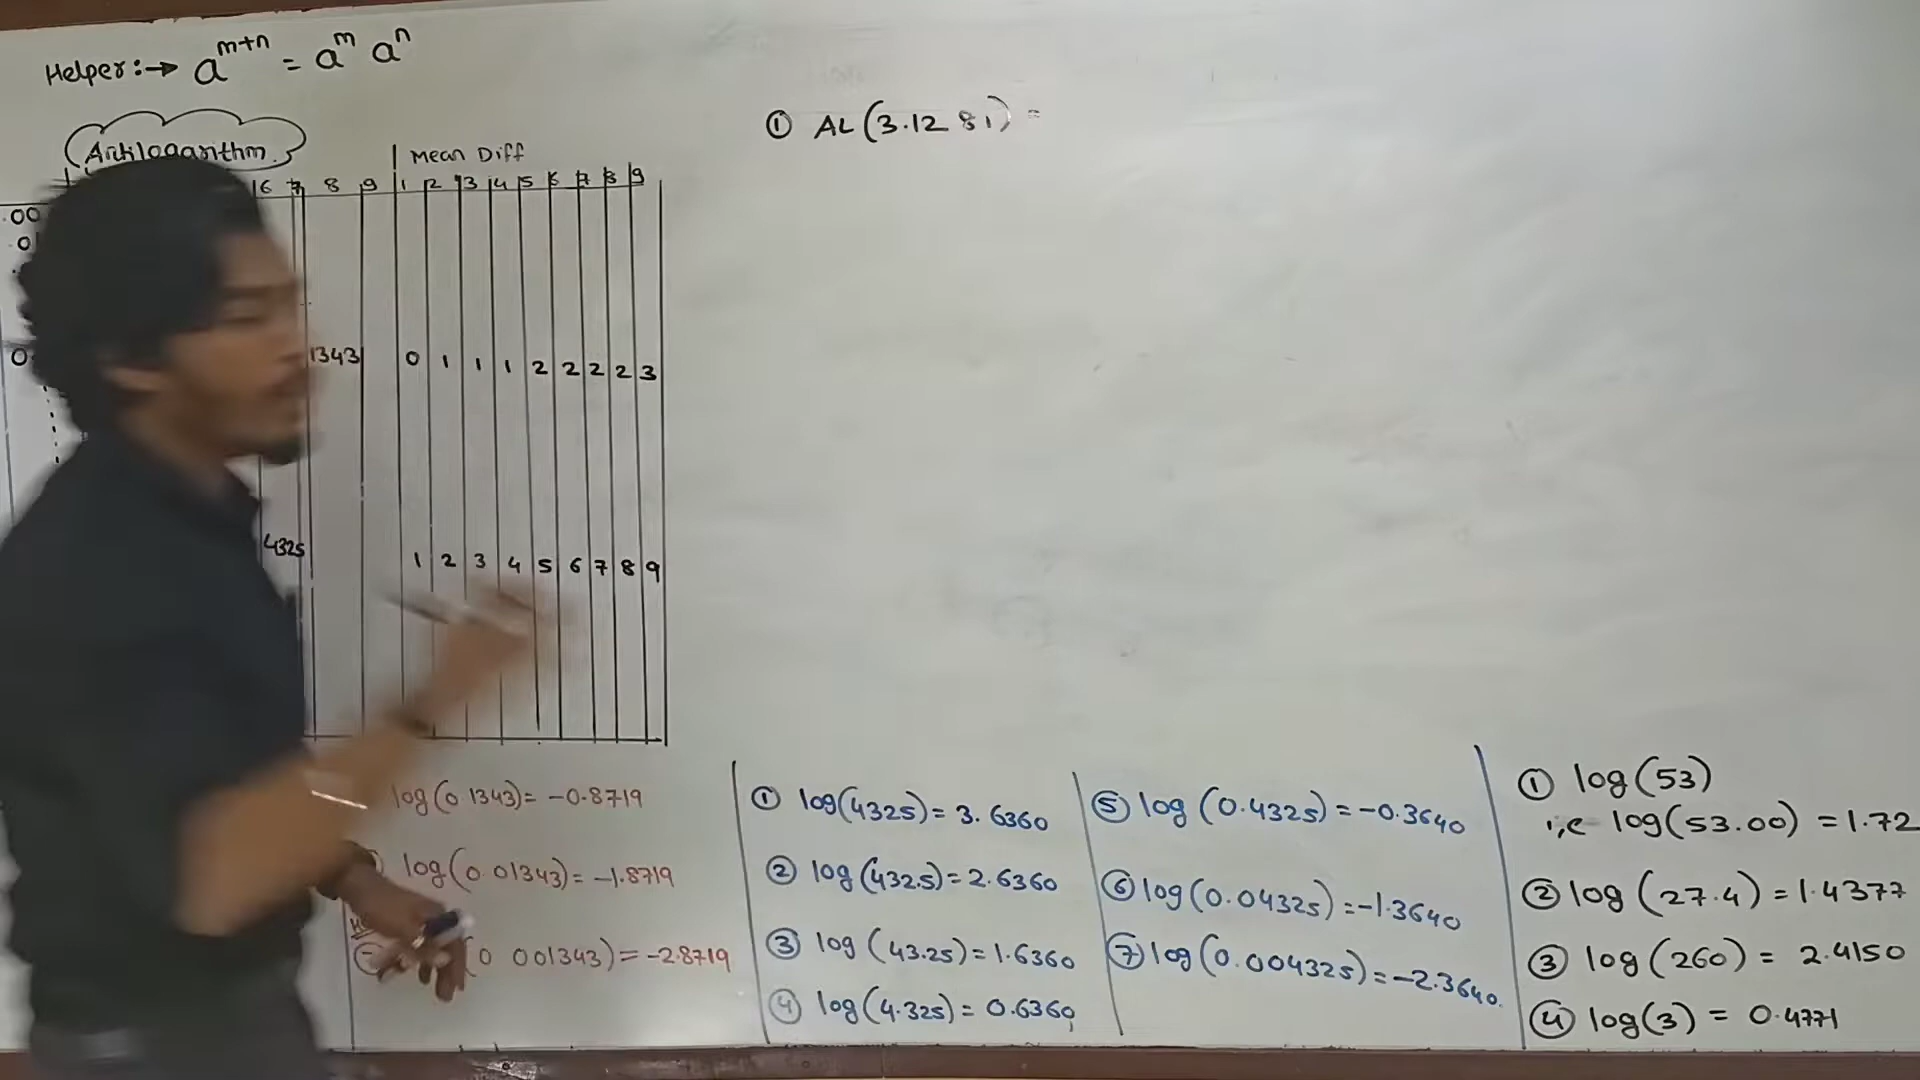 Helper:→ a^{m+n} = a^m a^n
Antilogarithm.
Mean Diff
6 7 8 9 1 2 3 4 5 6 7 8 9
.00
1343 0 1 1 1 2 2 2 2 3
4325 1 2 3 4 5 6 7 8 9
① AL(3.1281) =
log(0.1343)= -0.8719
log(0.01343)= -1.8719
(0.001343)= -2.8719
① log(4325)= 3.6360
② log(432.5)= 2.6360
③ log(43.25)= 1.6360
④ log(4.325)= 0.6360
⑤ log(0.4325)= -0.3640
⑥ log(0.04325)= -1.3640
⑦ log(0.004325)= -2.3640.
① log(53)
i,e log(53.00) = 1.72
② log(27.4) = 1.4377
③ log(260) = 2.4150
④ log(3) = 0.4771